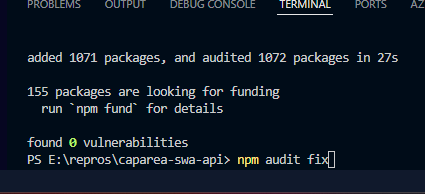 PROBLEMS OUTPUT DEBUG CONSOLE TERMINAL PORTS AZ
added 1071 packages, and audited 1072 packages in 27s
155 packages are looking for funding
run `npm fund` for details
found 0 vulnerabilities
PS E:\repros\caparea-swa-api> npm audit fix